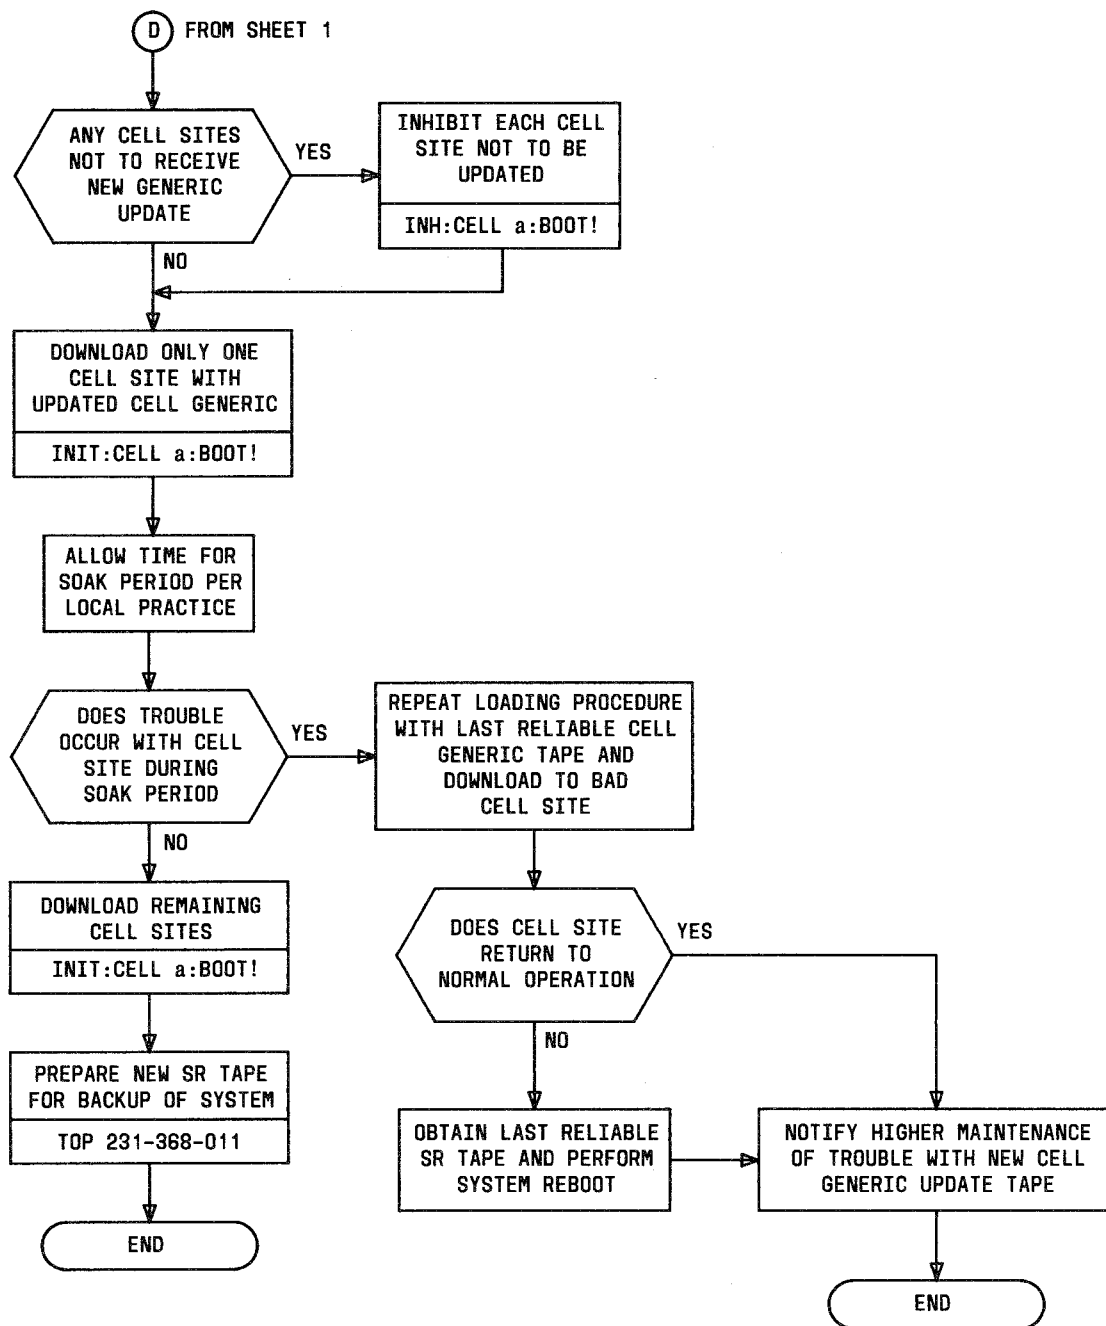 D FROM SHEET 1
ANY CELL SITES
NOT TO RECEIVE
NEW GENERIC
UPDATE
YES
INHIBIT EACH CELL
SITE NOT TO BE
UPDATED
INH:CELL a:BOOT!
NO
DOWNLOAD ONLY ONE
CELL SITE WITH
UPDATED CELL GENERIC
INIT:CELL a:BOOT!
ALLOW TIME FOR
SOAK PERIOD PER
LOCAL PRACTICE
DOES TROUBLE
OCCUR WITH CELL
SITE DURING
SOAK PERIOD
YES
REPEAT LOADING PROCEDURE
WITH LAST RELIABLE CELL
GENERIC TAPE AND
DOWNLOAD TO BAD
CELL SITE
NO
DOWNLOAD REMAINING
CELL SITES
INIT:CELL a:BOOT!
DOES CELL SITE
RETURN TO
NORMAL OPERATION
YES
NO
PREPARE NEW SR TAPE
FOR BACKUP OF SYSTEM
TOP 231-368-011
OBTAIN LAST RELIABLE
SR TAPE AND PERFORM
SYSTEM REBOOT
NOTIFY HIGHER MAINTENANCE
OF TROUBLE WITH NEW CELL
GENERIC UPDATE TAPE
END
END